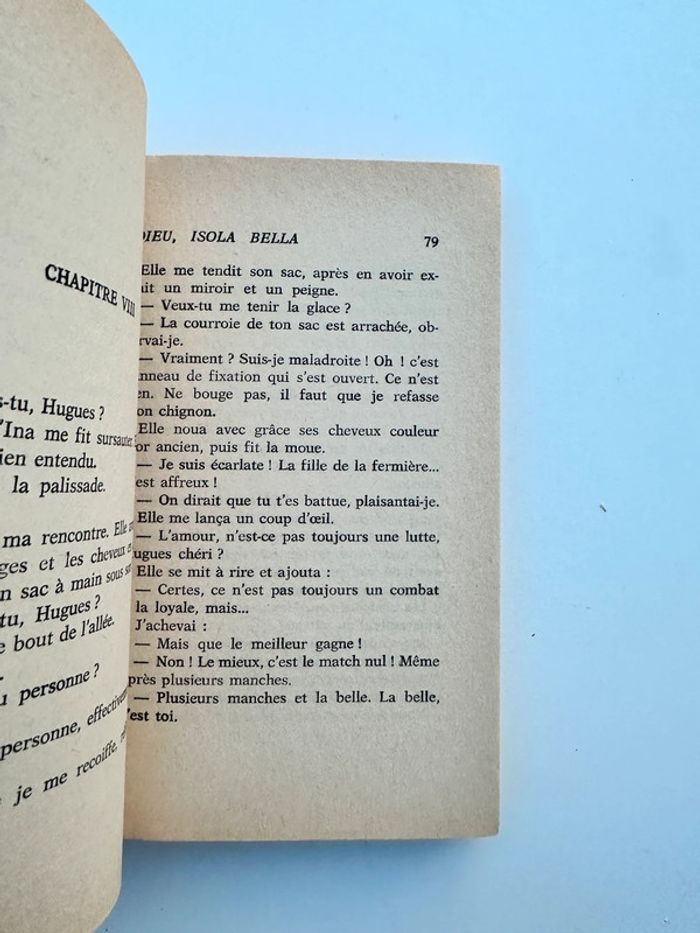 CHAPITRE VIII
s-tu, Hugues ?
'Ina me fit sursauter
ien entendu.
la palissade.
ma rencontre. Elle
ges et les cheveux
n sac à main sous
tu, Hugues ?
e bout de l'allée.
u personne ?
personne, effectivem
je me recoiffe.
DIEU, ISOLA BELLA 79
Elle me tendit son sac, après en avoir ex-
ait un miroir et un peigne.
— Veux-tu me tenir la glace ?
— La courroie de ton sac est arrachée, ob-
rvai-je.
— Vraiment ? Suis-je maladroite ! Oh ! c'est
nneau de fixation qui s'est ouvert. Ce n'est
en. Ne bouge pas, il faut que je refasse
on chignon.
Elle noua avec grâce ses cheveux couleur
or ancien, puis fit la moue.
— Je suis écarlate ! La fille de la fermière...
est affreux !
— On dirait que tu t'es battue, plaisantai-je.
Elle me lança un coup d'œil.
— L'amour, n'est-ce pas toujours une lutte,
ugues chéri ?
Elle se mit à rire et ajouta :
— Certes, ce n'est pas toujours un combat
la loyale, mais...
J'achevai :
— Mais que le meilleur gagne !
— Non ! Le mieux, c'est le match nul ! Même
près plusieurs manches.
— Plusieurs manches et la belle. La belle,
'est toi.